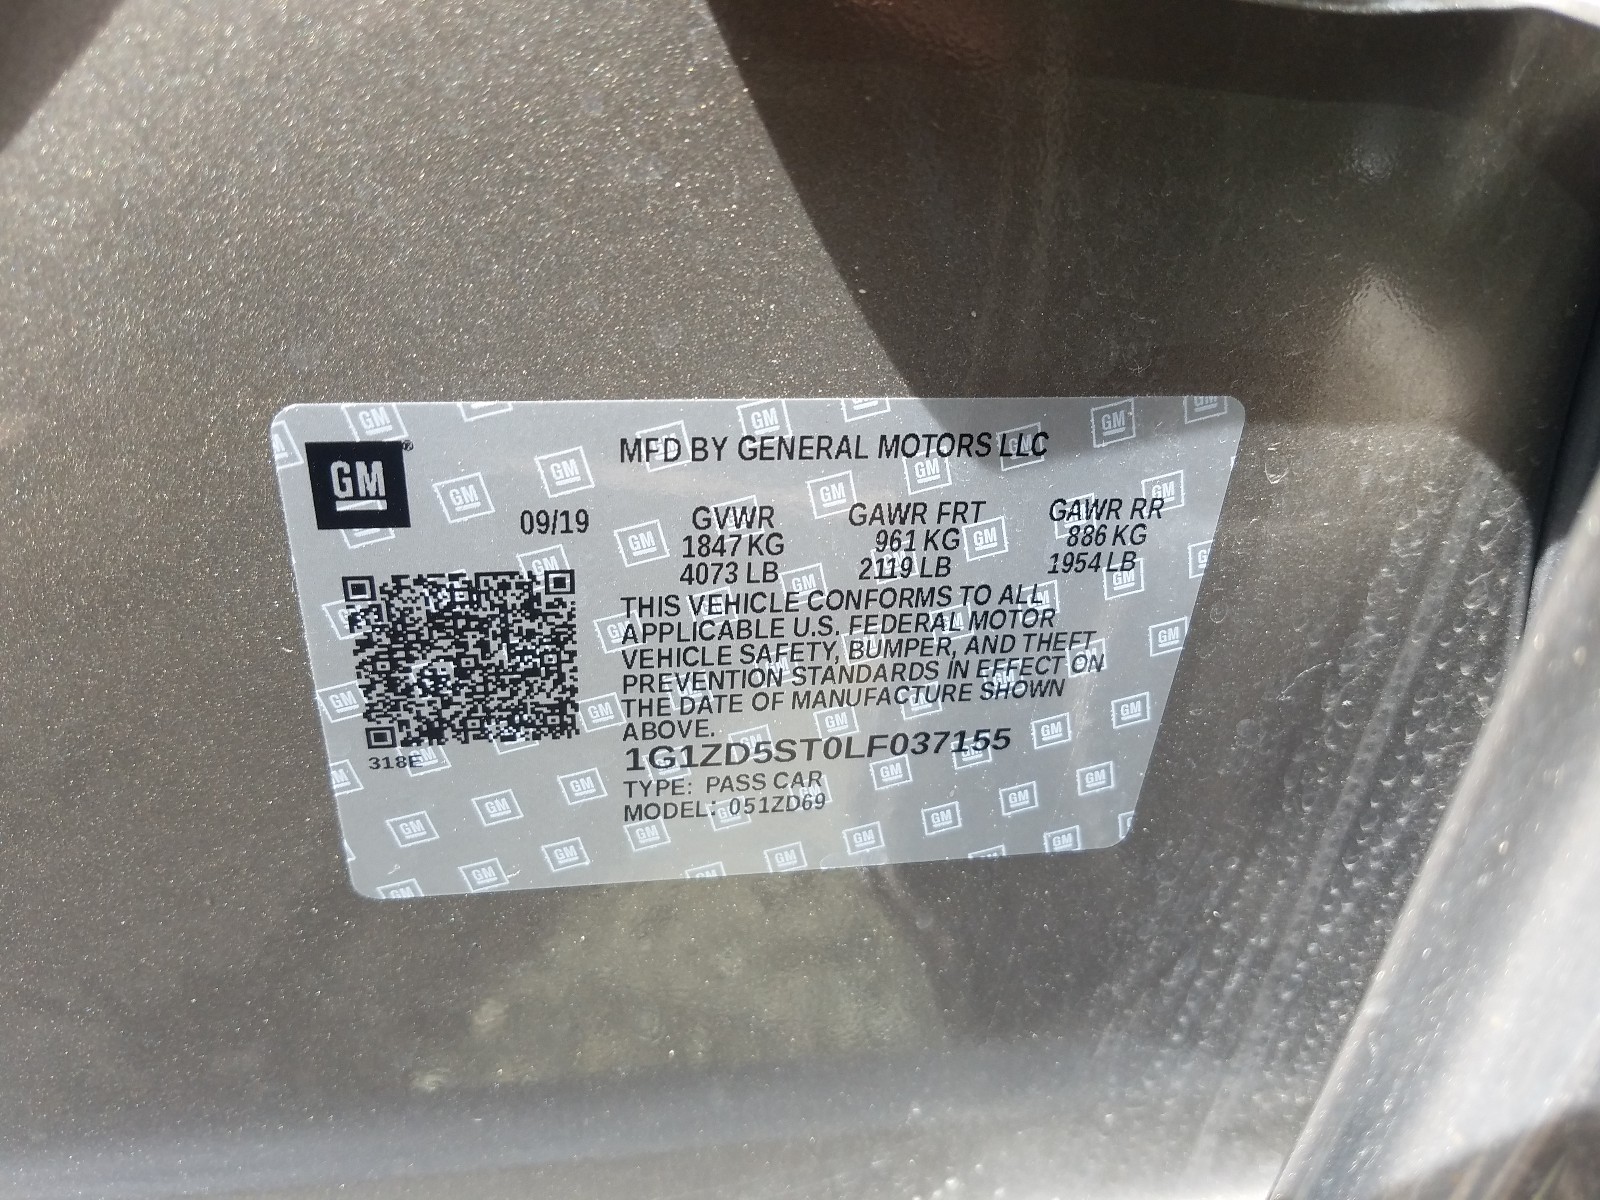 GM
MFD BY GENERAL MOTORS LLC
09/19
GVWR GAWR FRT GAWR RR
1847 KG 961 KG 886 KG
4073 LB 2119 LB 1954 LB
THIS VEHICLE CONFORMS TO ALL
APPLICABLE U.S. FEDERAL MOTOR
VEHICLE SAFETY, BUMPER, AND THEFT
PREVENTION STANDARDS IN EFFECT ON
THE DATE OF MANUFACTURE SHOWN
ABOVE.
318E
1G1ZD5ST0LF037155
TYPE: PASS CAR
MODEL: 051ZD69